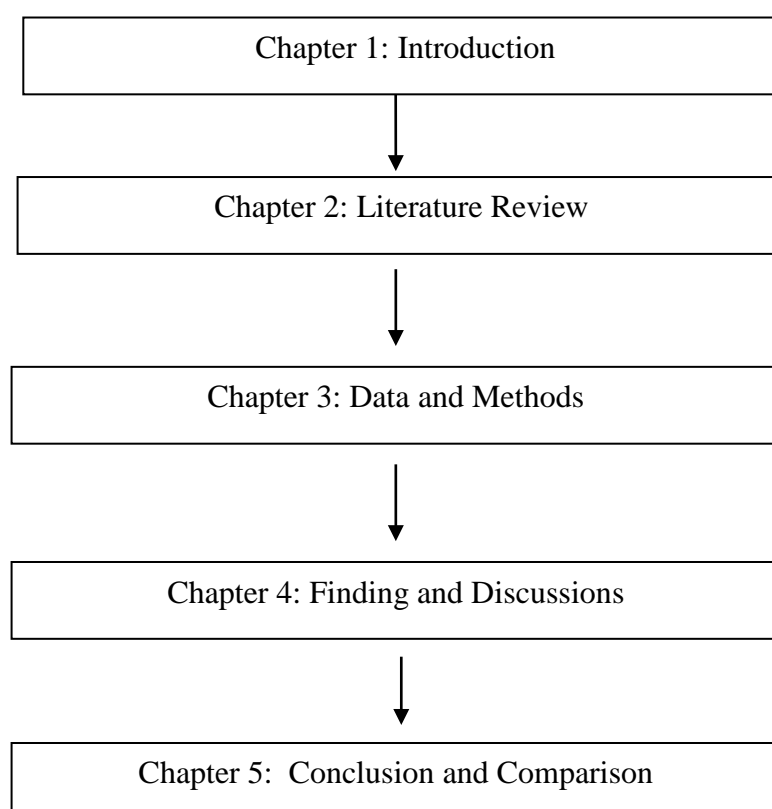 Chapter 1: Introduction
Chapter 2: Literature Review
Chapter 3: Data and Methods
Chapter 4: Finding and Discussions
Chapter 5:  Conclusion and Comparison